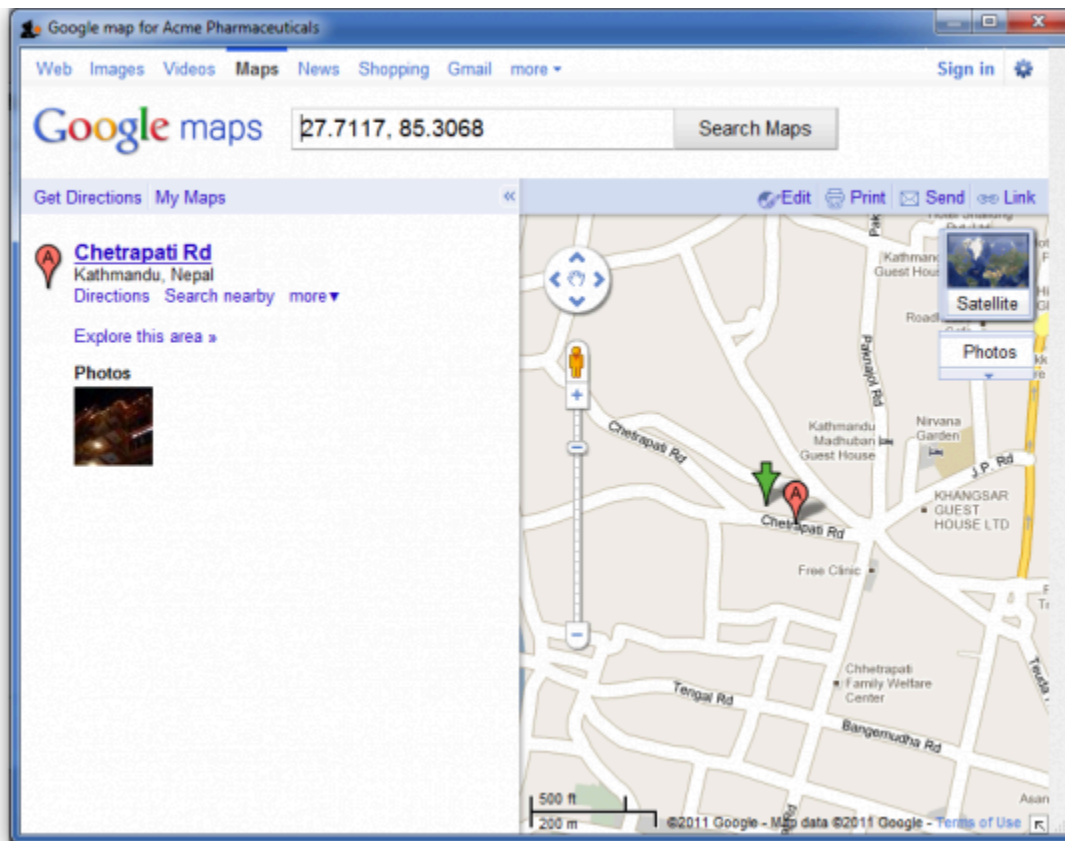 Google map for Acme Pharmaceuticals
Web Images Videos Maps News Shopping Gmail more
Sign in
Google maps
27.7117, 85.3068
Search Maps
Get Directions My Maps
«
Edit Print Send Link
A
Chetrapati Rd
Kathmandu, Nepal
Directions Search nearby more▼
Explore this area »
Photos
Kathmandu
Guest House
Satellite
Photos
Paknajol Rd
Chetrapati Rd
Kathmandu
Madhuban
Guest House
Nirvana
Garden
J.P. Rd
KHANGSAR
GUEST
HOUSE LTD
A
Chetrapati Rd
Free Clinic
Chhetrapati
Family Welfare
Center
Tengal Rd
Bangemudha Rd
500 ft
200 m
©2011 Google - Map data ©2011 Google - Terms of Use